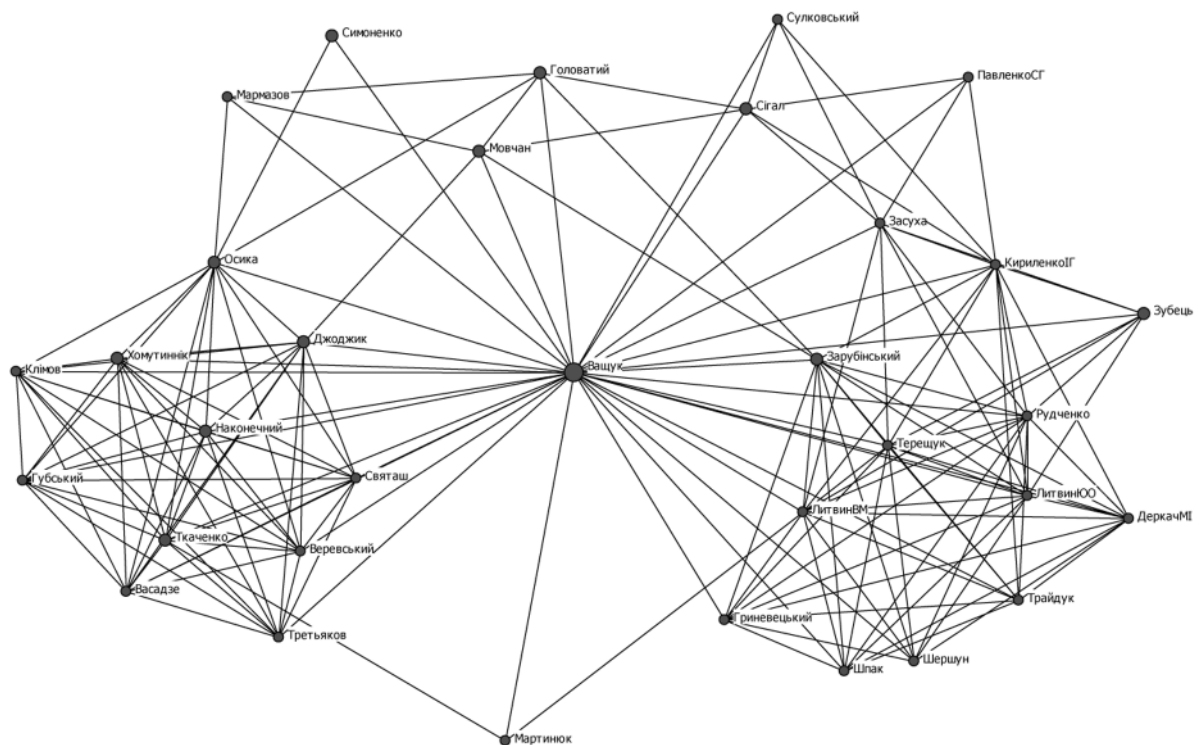 Сулковський
Симоненко
Головатий
ПавленкоСГ
Мармазов
Сігал
Мовчан
Засуха
Осика
КириленкоІГ
Зубець
Джоджик
Хомутиннік
Зарубінський
Клімов
Ващук
Рудченко
Наконечний
Терещук
Губський
Святаш
ЛитвинЮО
ЛитвинВМ
ДеркачМІ
Ткаченко
Веревський
Васадзе
Трайдук
Гриневецький
Третьяков
Шершун
Шпак
Мартинюк